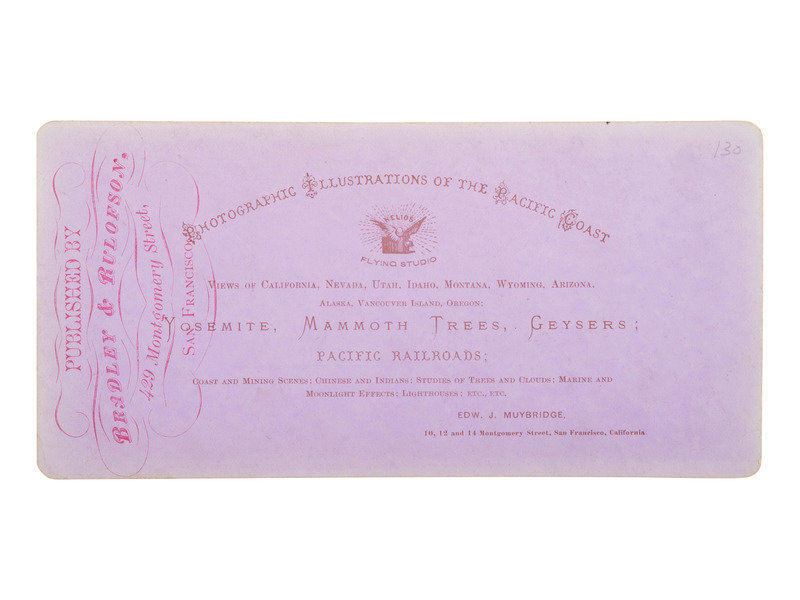 PUBLISHED BY
BRADLEY & RULOFSON,
429 Montgomery Street,
SAN FRANCISCO
130
PHOTOGRAPHIC ILLUSTRATIONS OF THE PACIFIC COAST
HELIOS
FLYING STUDIO
VIEWS OF CALIFORNIA, NEVADA, UTAH, IDAHO, MONTANA, WYOMING, ARIZONA,
ALASKA, VANCOUVER ISLAND, OREGON;
YOSEMITE, MAMMOTH TREES, GEYSERS;
PACIFIC RAILROADS;
COAST AND MINING SCENES; CHINESE AND INDIANS; STUDIES OF TREES AND CLOUDS; MARINE AND
MOONLIGHT EFFECTS; LIGHTHOUSES; ETC., ETC.
EDW. J. MUYBRIDGE,
10, 12 and 14 Montgomery Street, San Francisco, California.